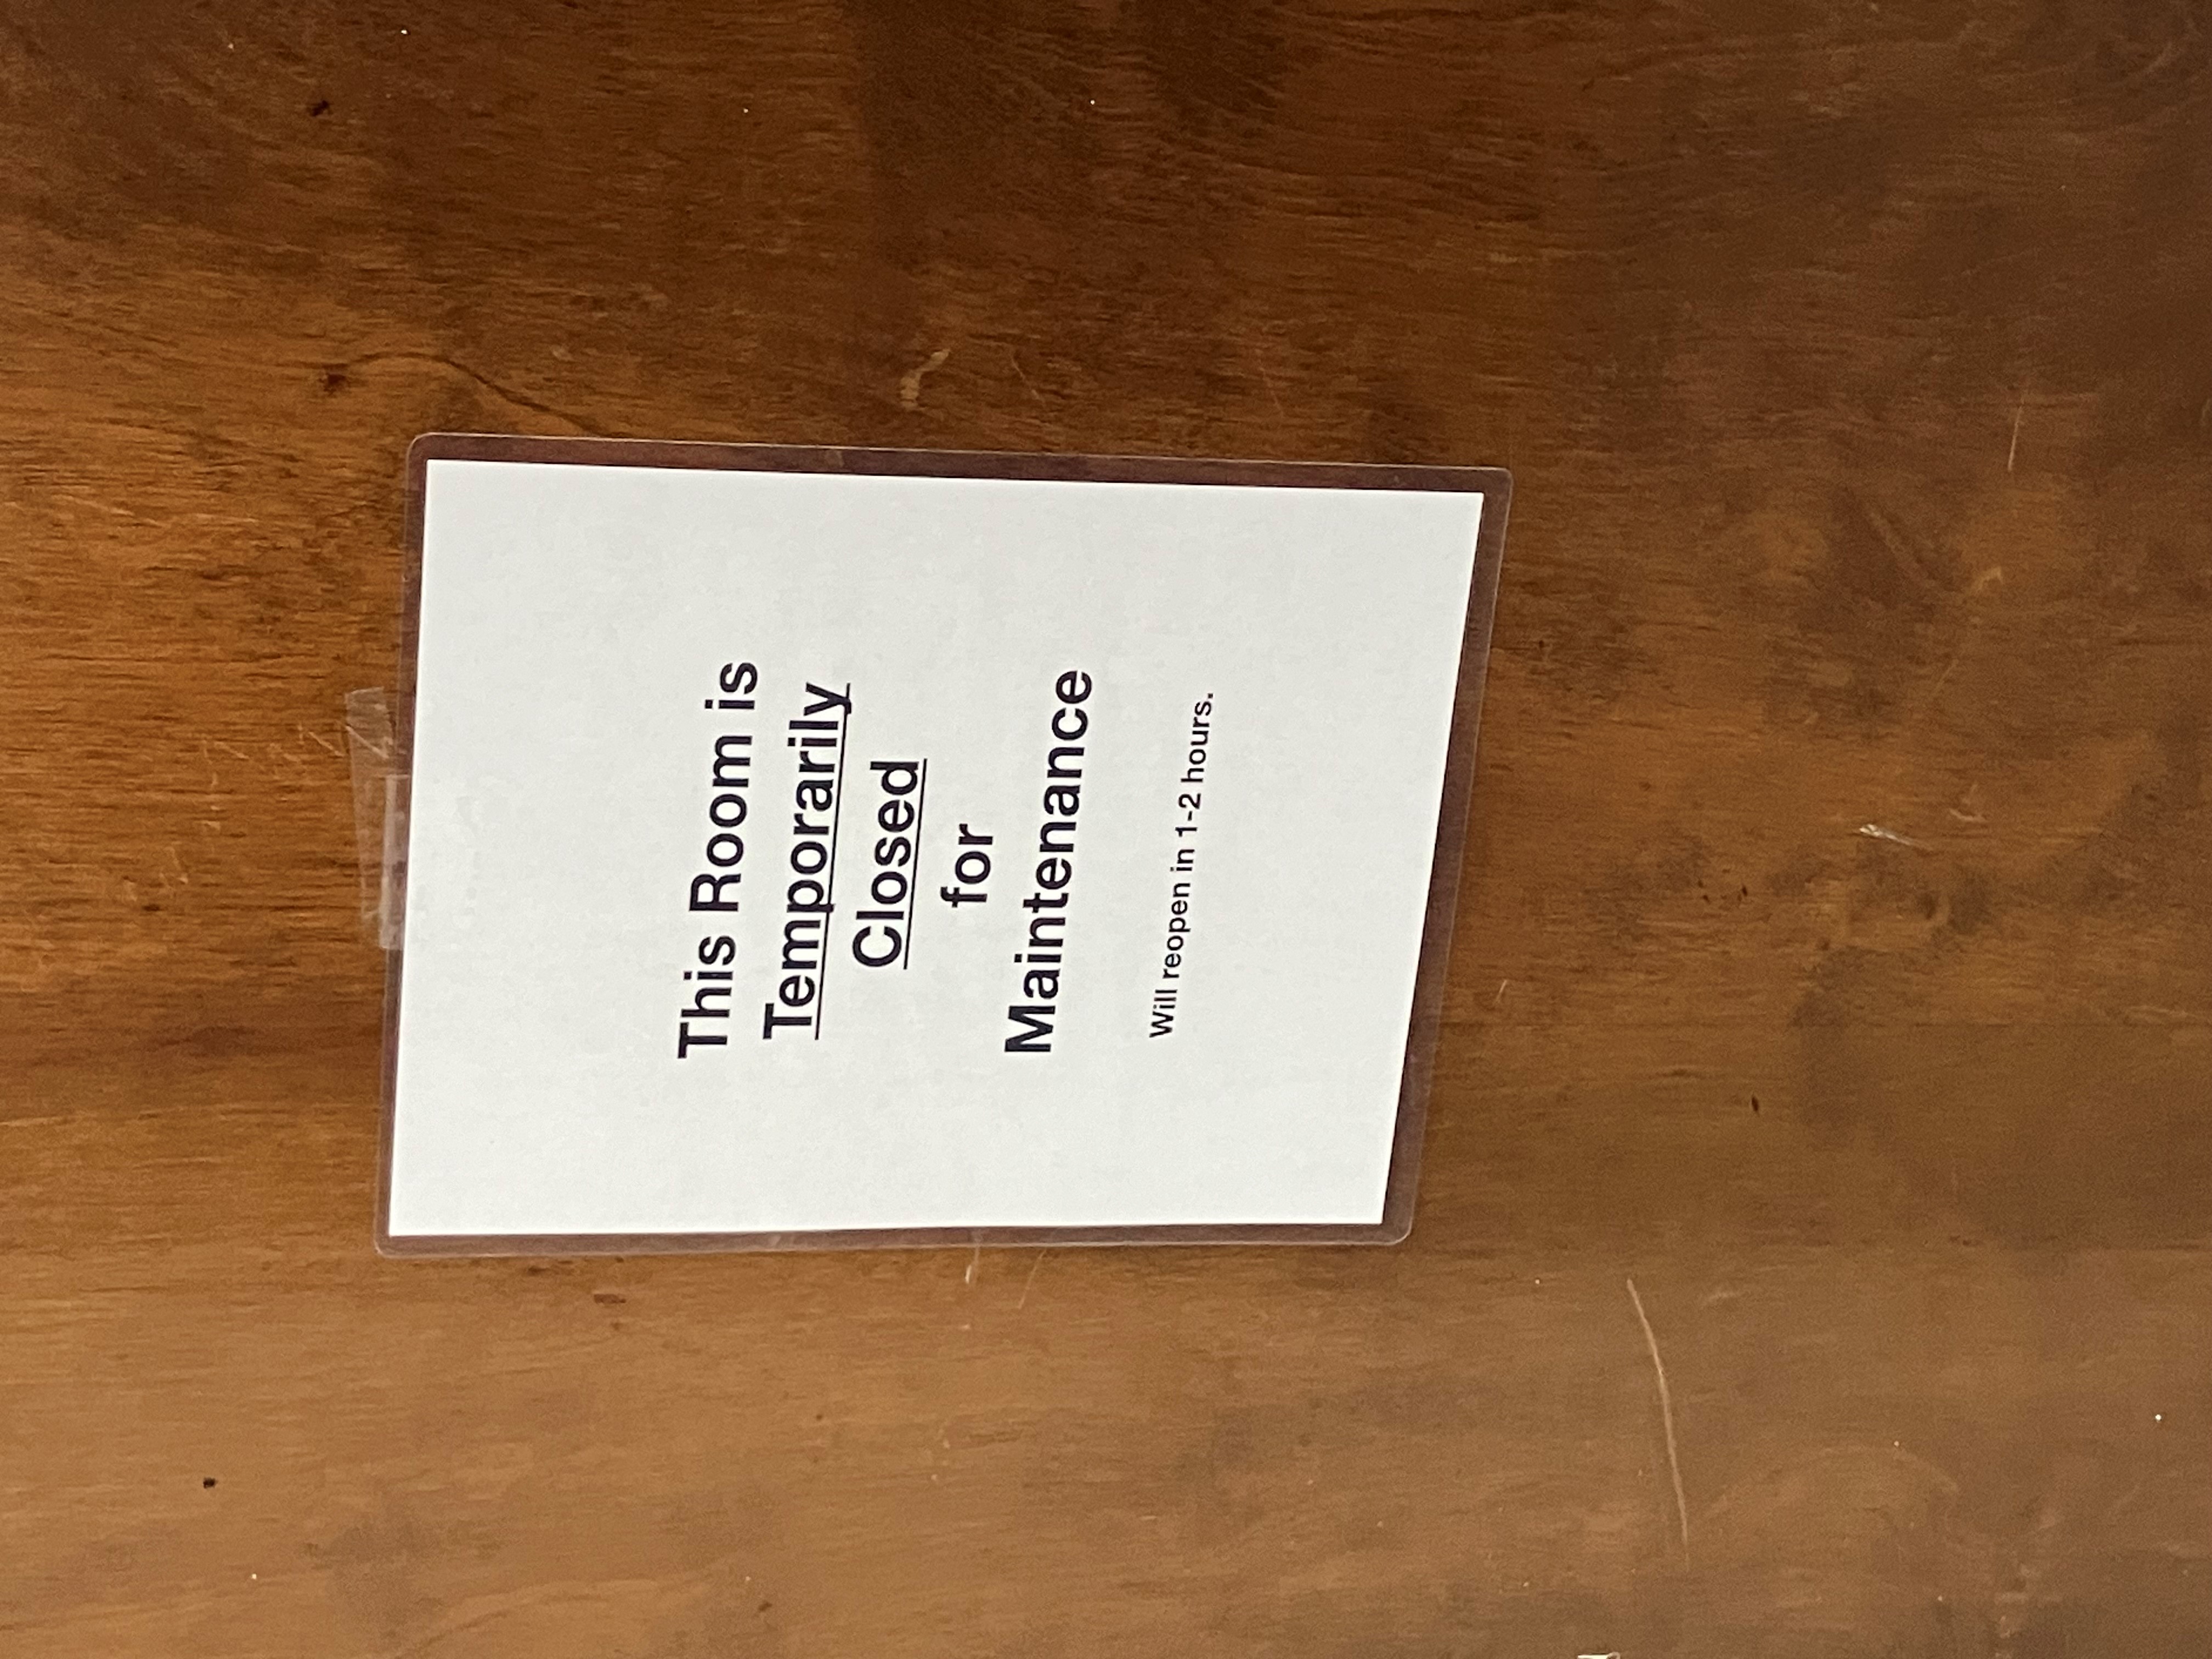 This Room is
Temporarily
Closed
for
Maintenance
Will reopen in 1-2 hours.